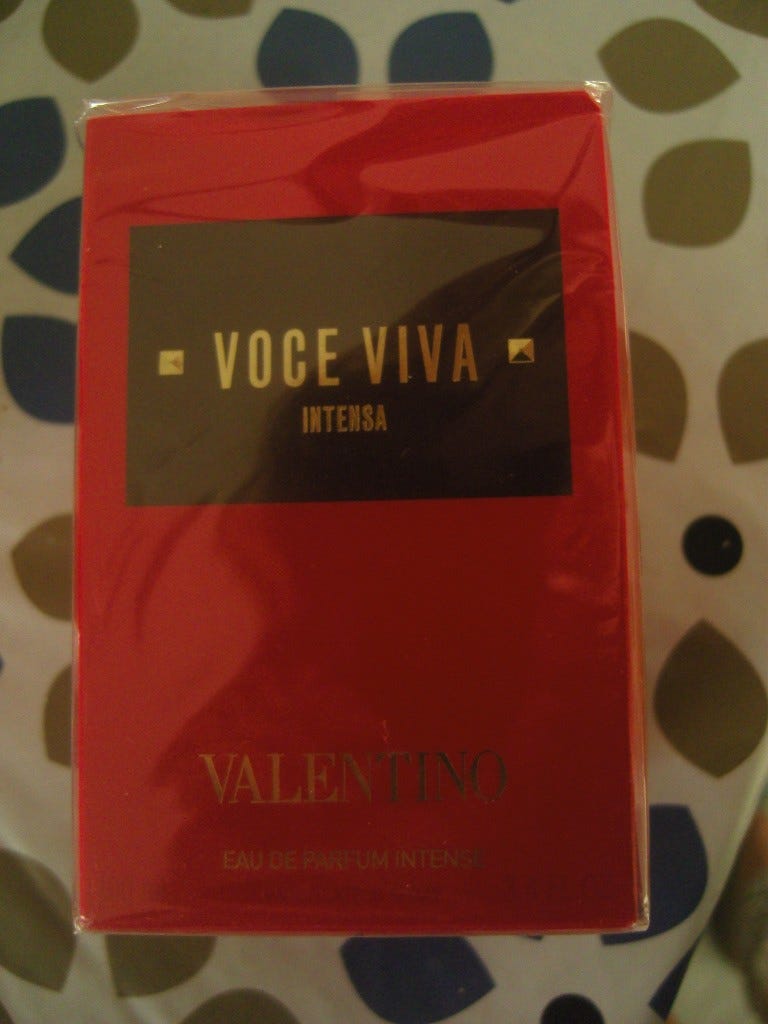 VOCE VIVA
INTENSA
VALENTINO
EAU DE PARFUM INTENSE